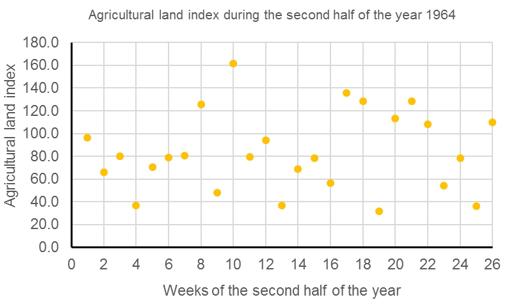 Agricultural land index during the second half of the year 1964
180.0
160.0
140.0
120.0
100.0
80.0
60.0
40.0
20.0
0.0
Agricultural land index
0 2 4 6 8 10 12 14 16 18 20 22 24 26
Weeks of the second half of the year